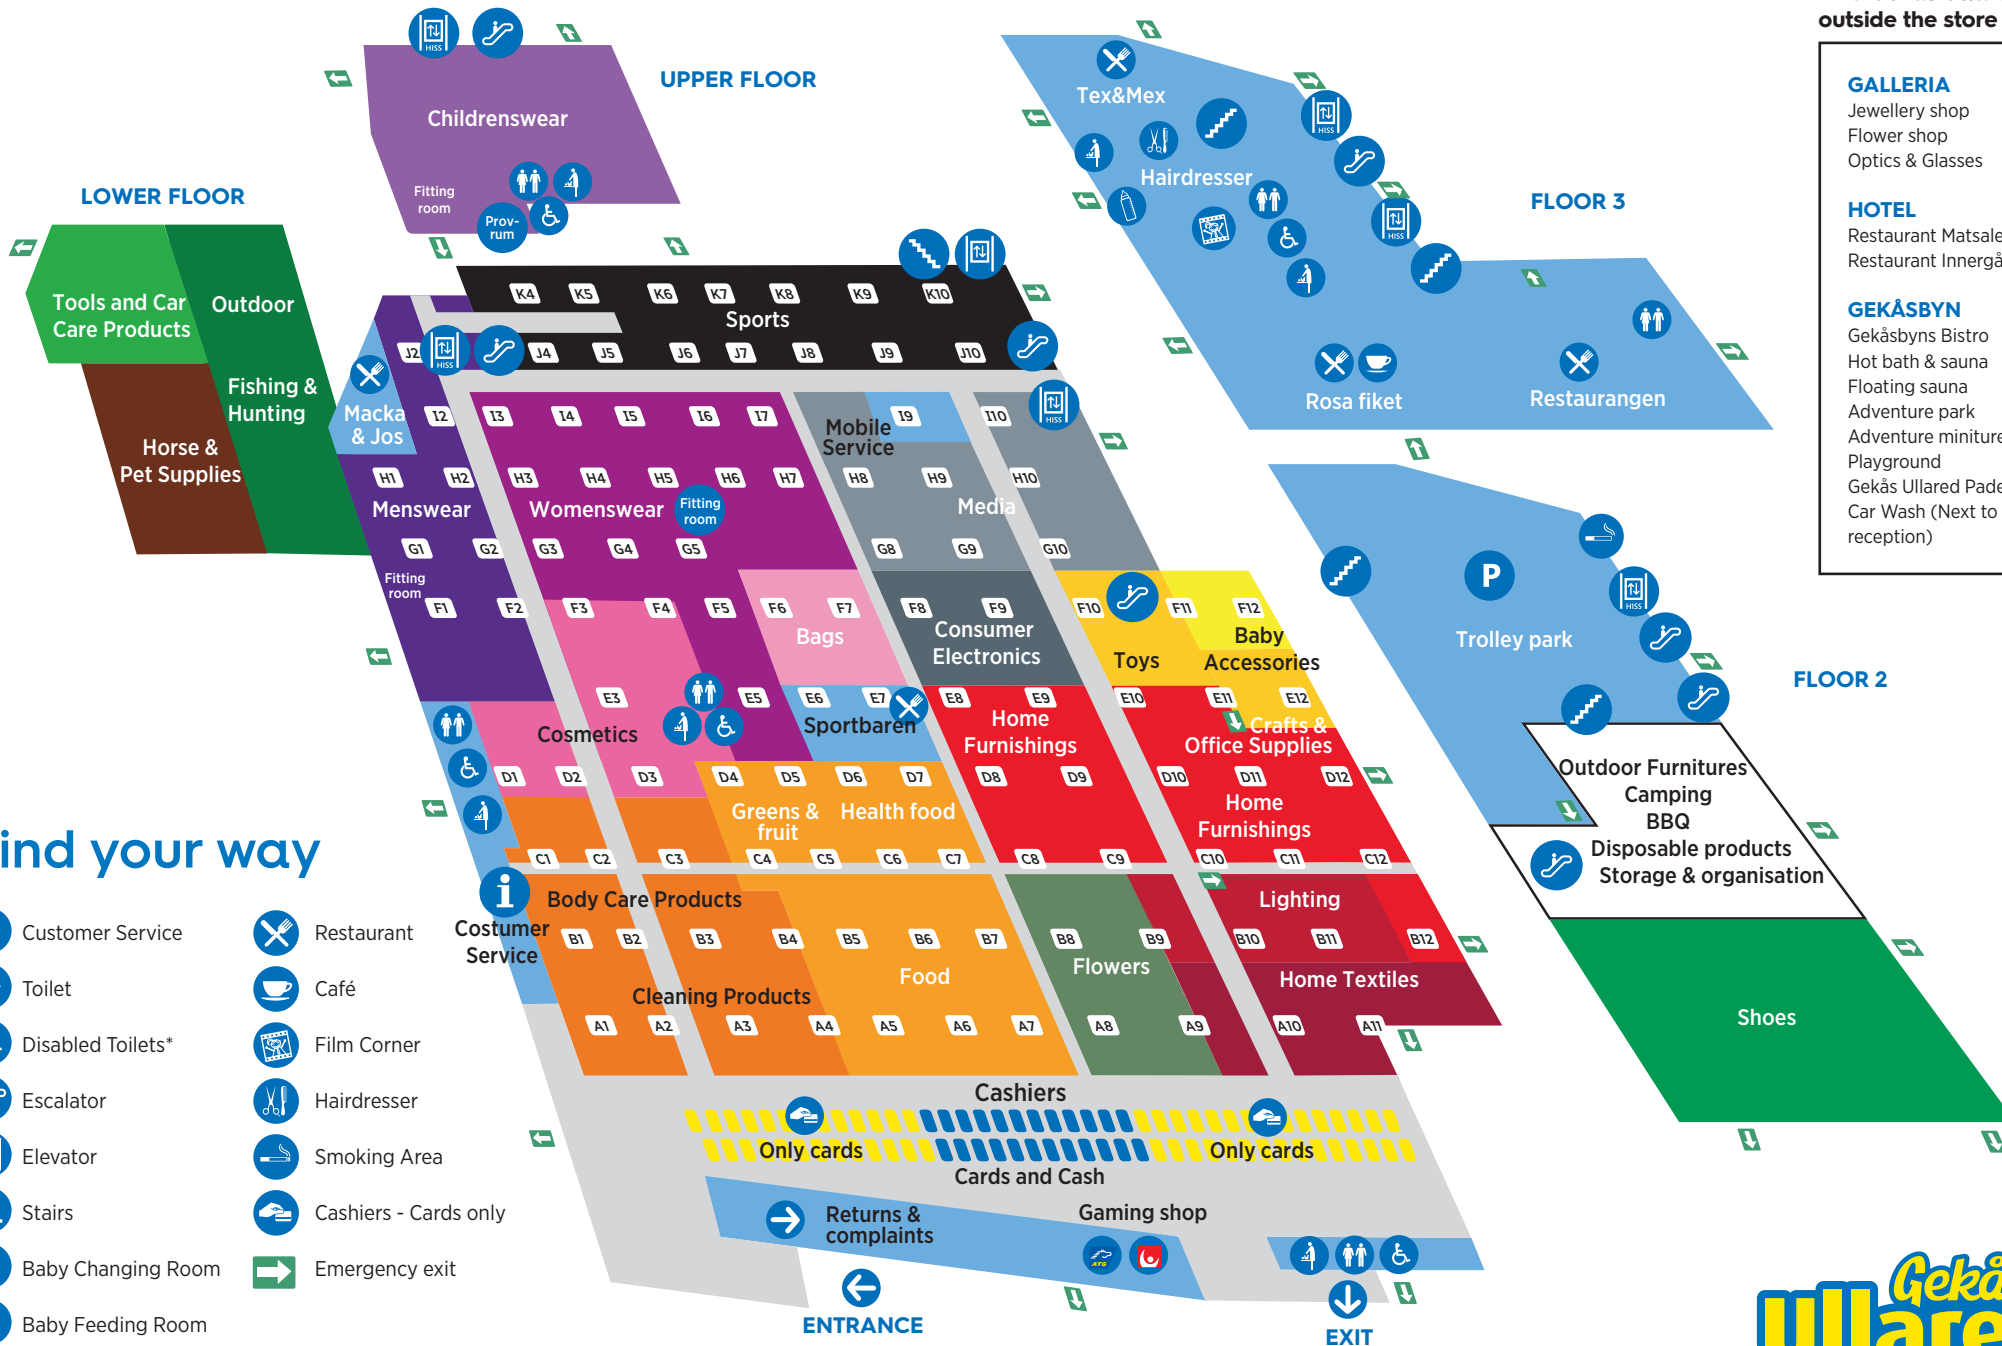 outside the store
GALLERIA
Jewellery shop
Flower shop
Optics & Glasses
HOTEL
Restaurant Matsale
Restaurant Innergå
GEKÅSBYN
Gekåsbyns Bistro
Hot bath & sauna
Floating sauna
Adventure park
Adventure miniture
Playground
Gekås Ullared Pade
Car Wash (Next to
reception)
UPPER FLOOR
HISS
Childrenswear
Fitting
room
Prov-
rum
LOWER FLOOR
Tools and Car
Care Products
Outdoor
Fishing &
Hunting
Horse &
Pet Supplies
FLOOR 3
Tex&Mex
HISS
Hairdresser
HISS
Rosa fiket
Restaurangen
K4 K5 K6 K7 K8 K9 K10
Sports
J2 HISS J4 J5 J6 J7 J8 J9 J10
Macka
& Jos
I2 I3 I4 I5 I6 I7 I9 I10 HISS
Mobile
Service
H1 H2 H3 H4 H5 H6 H7 H8 H9 H10
Menswear
Womenswear
Fitting
room
Media
G1 G2 G3 G4 G5 G8 G9 G10
Fitting
room
F1 F2 F3 F4 F5 F6 F7 F8 F9 F10 F11 F12
Bags
Consumer
Electronics
Toys
Baby
Accessories
E3 E5 E6 E7 E8 E9 E10 E11 E12
Cosmetics
Sportbaren
Home
Furnishings
Crafts &
Office Supplies
D1 D2 D3 D4 D5 D6 D7 D8 D9 D10 D11 D12
Greens &
fruit
Health food
Home
Furnishings
C1 C2 C3 C4 C5 C6 C7 C8 C9 C10 C11 C12
Body Care Products
Lighting
Costumer
Service
B1 B2 B3 B4 B5 B6 B7 B8 B9 B10 B11 B12
Food
Flowers
Home Textiles
Cleaning Products
A1 A2 A3 A4 A5 A6 A7 A8 A9 A10 A11
Cashiers
Only cards
Only cards
Cards and Cash
Returns &
complaints
Gaming shop
ATG
ENTRANCE
EXIT
FLOOR 2
P
HISS
Trolley park
Outdoor Furnitures
Camping
BBQ
Disposable products
Storage & organisation
Shoes
ind your way
Customer Service
Toilet
Disabled Toilets*
Escalator
Elevator
Stairs
Baby Changing Room
Baby Feeding Room
Restaurant
Café
Film Corner
Hairdresser
Smoking Area
Cashiers - Cards only
Emergency exit
Gekå
Ullare